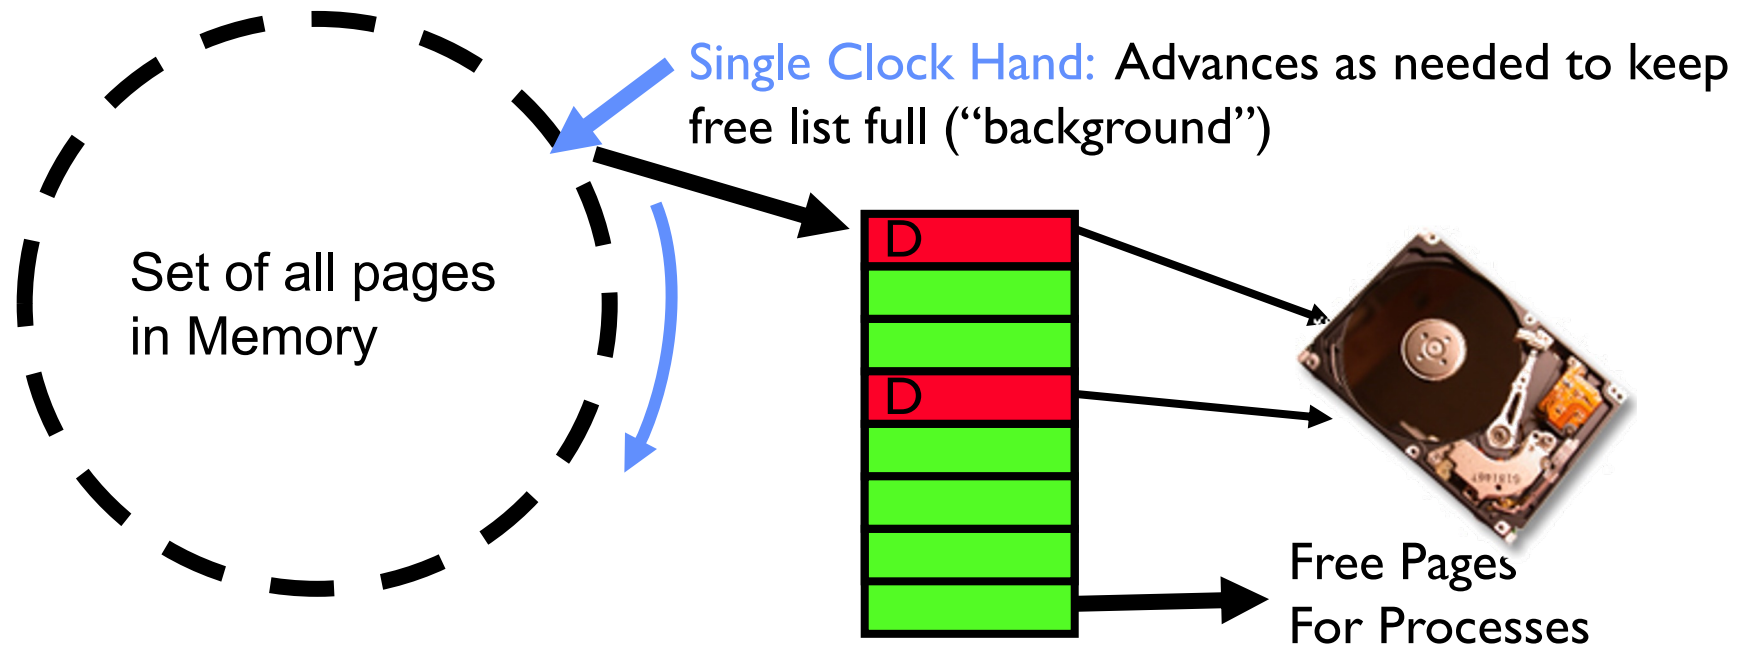 Single Clock Hand: Advances as needed to keep
free list full (“background”)
Set of all pages
in Memory
D
D
Free Pages
For Processes